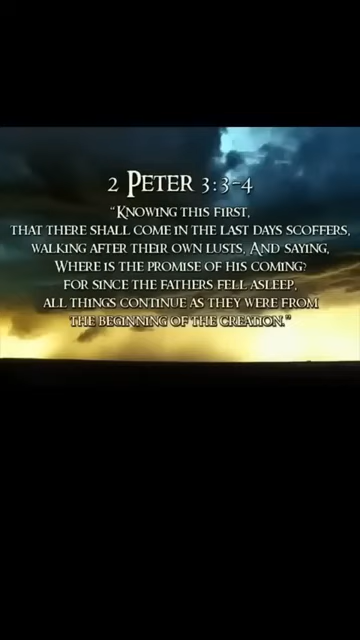 2 Peter 3:3-4
"Knowing this first,
that there shall come in the last days scoffers,
walking after their own lusts, And saying,
Where is the promise of his coming?
for since the fathers fell asleep,
all things continue as they were from
the beginning of the creation."